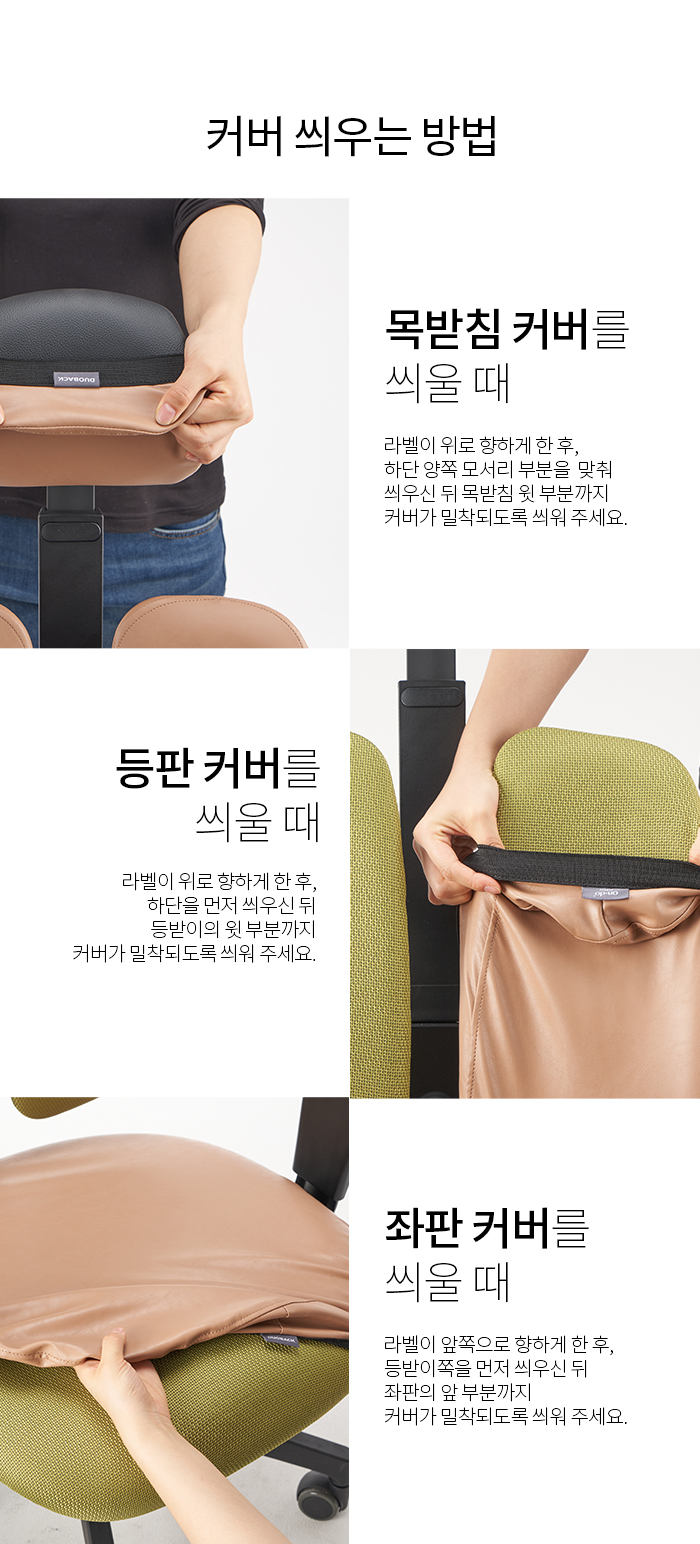 커버 씌우는 방법
DUOBACK
목받침 커버를
씌울 때
라벨이 위로 향하게 한 후,
하단 양쪽 모서리 부분을 맞춰
씌우신 뒤 목받침 윗 부분까지
커버가 밀착되도록 씌워 주세요.
등판 커버를
씌울 때
라벨이 위로 향하게 한 후,
하단을 먼저 씌우신 뒤
등받이의 윗 부분까지
커버가 밀착되도록 씌워 주세요.
on-do
좌판 커버를
씌울 때
라벨이 앞쪽으로 향하게 한 후,
등받이쪽을 먼저 씌우신 뒤
좌판의 앞 부분까지
커버가 밀착되도록 씌워 주세요.